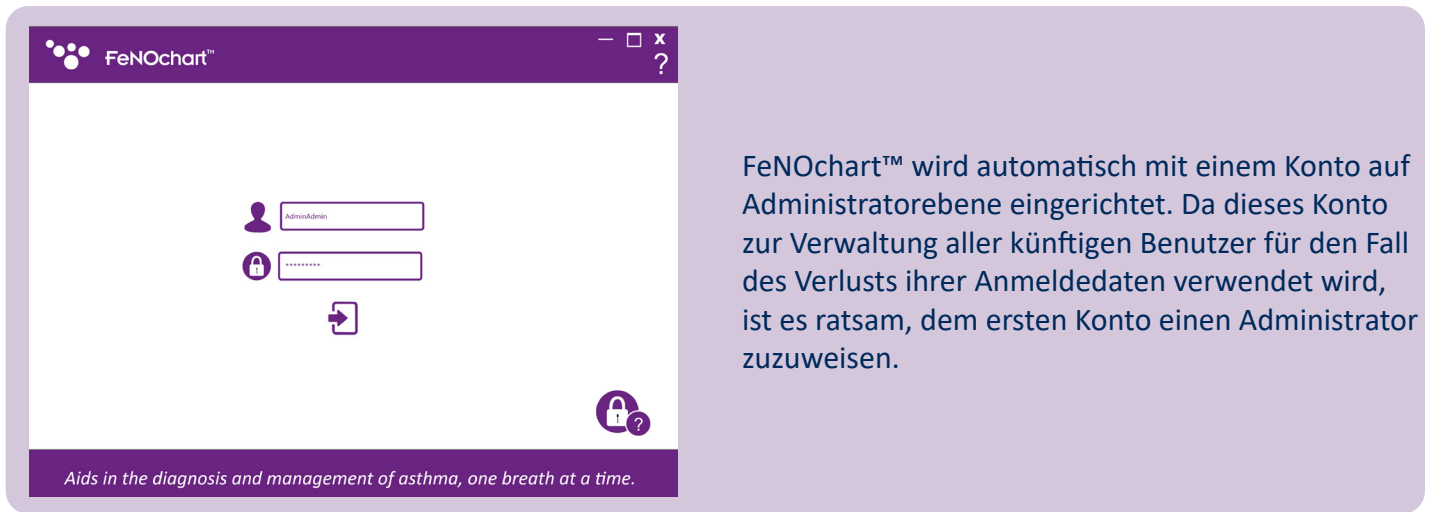 FeNOchart™
?
AdminAdmin
*********
?
Aids in the diagnosis and management of asthma, one breath at a time.
FeNOchart™ wird automatisch mit einem Konto auf
Administratorebene eingerichtet. Da dieses Konto
zur Verwaltung aller künftigen Benutzer für den Fall
des Verlusts ihrer Anmeldedaten verwendet wird,
ist es ratsam, dem ersten Konto einen Administrator
zuzuweisen.